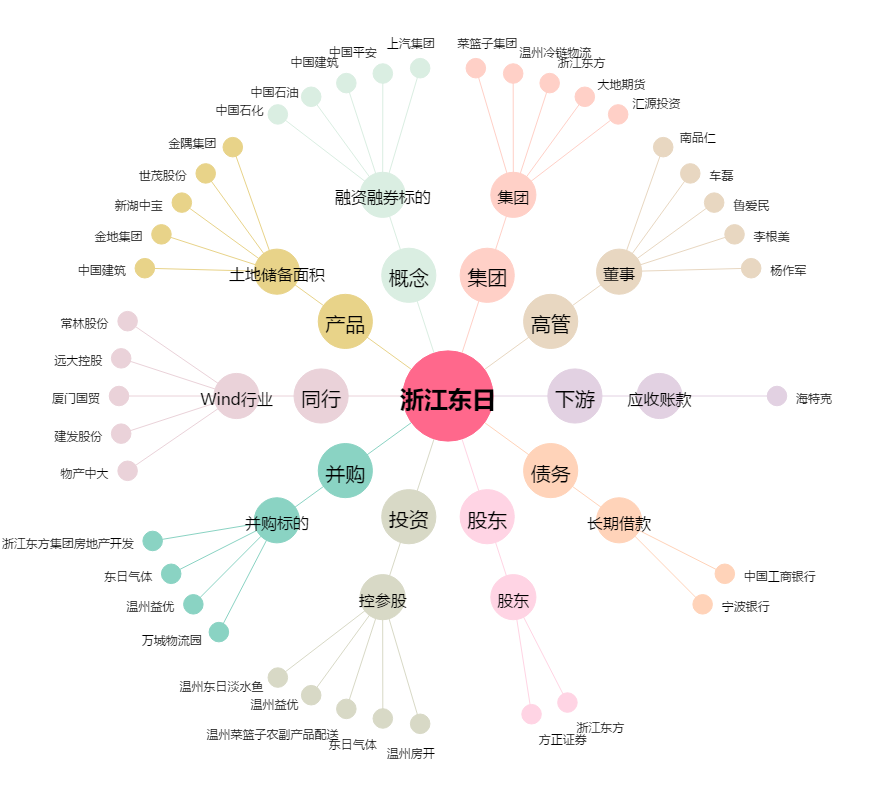 上汽集团
菜篮子集团
中国平安
温州冷链物流
中国建筑
浙江东方
中国石油
大地期货
中国石化
汇源投资
金隅集团
南品仁
世茂股份
车磊
融资融券标的
集团
新湖中宝
鲁爱民
金地集团
李根美
中国建筑
土地储备面积
概念
集团
董事
杨作军
产品
高管
常林股份
远大控股
厦门国贸
Wind行业
同行
浙江东日
下游
应收账款
海特克
建发股份
物产中大
并购
债务
并购标的
投资
股东
长期借款
浙江东方集团房地产开发
东日气体
中国工商银行
温州益优
控参股
股东
宁波银行
万城物流园
温州东日淡水鱼
温州益优
温州菜篮子农副产品配送
东日气体
温州房开
浙江东方
方正证券